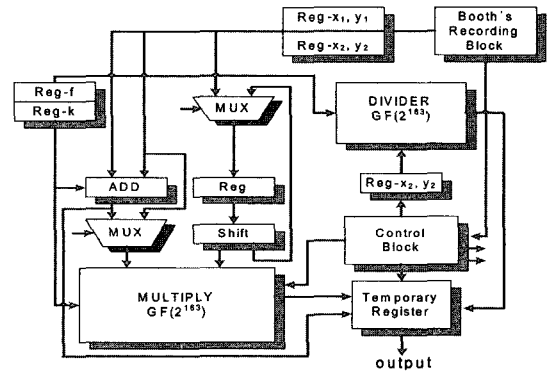 Reg-x₁, y₁
Reg-x₂, y₂
Booth's
Recording
Block
Reg-f
Reg-k
MUX
DIVIDER
GF(2¹⁶³)
ADD
Reg
Reg-x₂, y₂
MUX
Shift
Control
Block
MULTIPLY
GF(2¹⁶³)
Temporary
Register
output